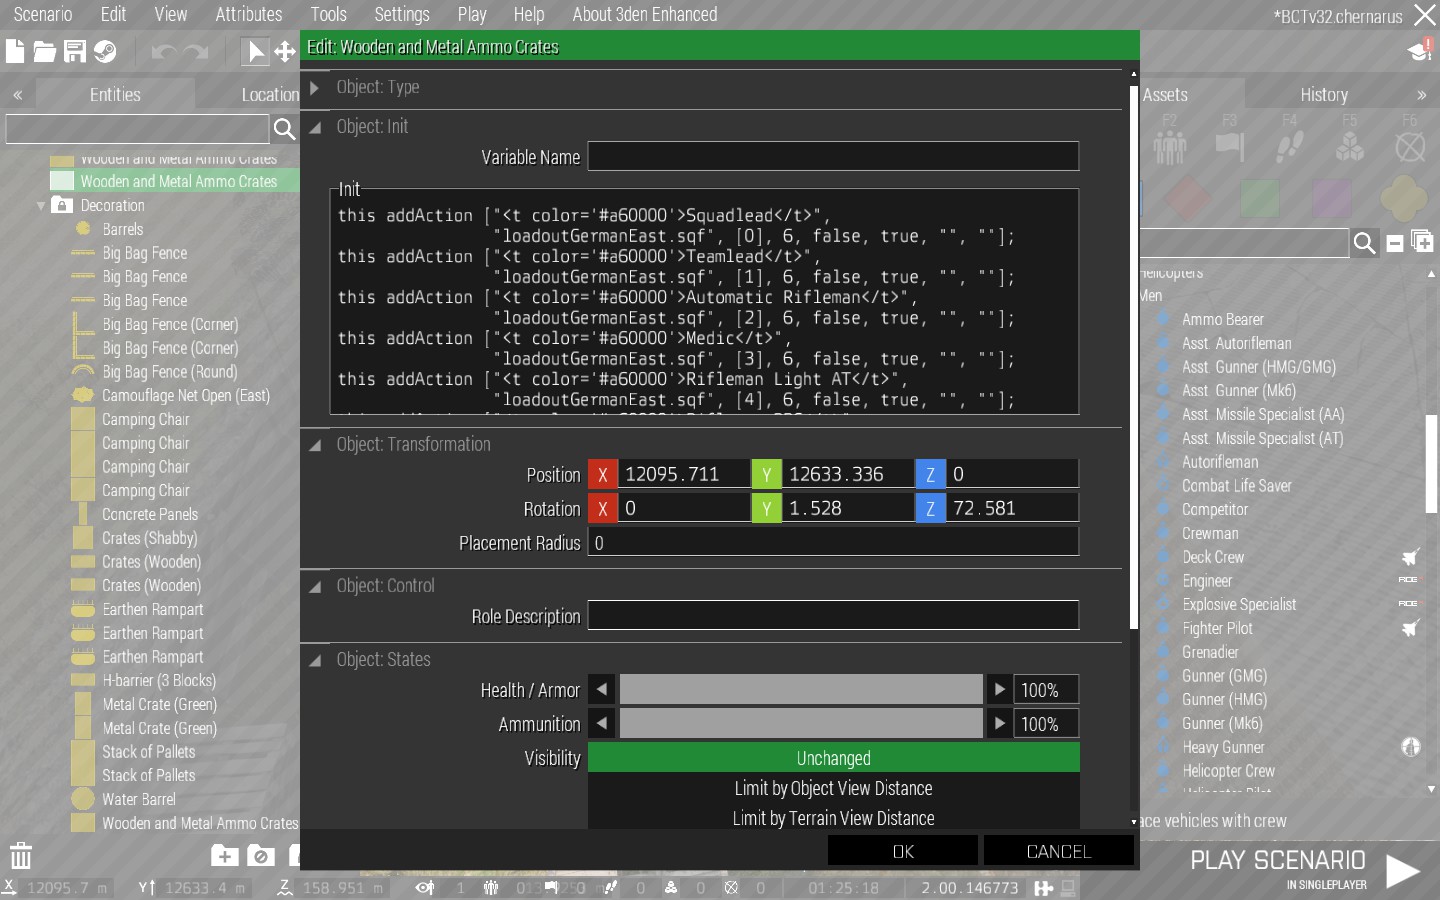 Scenario Edit View Attributes Tools Settings Play Help About 3den Enhanced
*BCTv32.chernarus
Edit: Wooden and Metal Ammo Crates
« Entities Location
Wooden and Metal Ammo Crates
Wooden and Metal Ammo Crates
Decoration
Barrels
Big Bag Fence
Big Bag Fence
Big Bag Fence
Big Bag Fence (Corner)
Big Bag Fence (Corner)
Big Bag Fence (Round)
Camouflage Net Open (East)
Camping Chair
Camping Chair
Camping Chair
Camping Chair
Concrete Panels
Crates (Shabby)
Crates (Wooden)
Crates (Wooden)
Earthen Rampart
Earthen Rampart
Earthen Rampart
H-barrier (3 Blocks)
Metal Crate (Green)
Metal Crate (Green)
Stack of Pallets
Stack of Pallets
Water Barrel
Wooden and Metal Ammo Crates
Object: Type
Object: Init
Variable Name
Init
this addAction ["<t color='#a60000'>Squadlead</t>",
"loadoutGermanEast.sqf", [0], 6, false, true, "", ""];
this addAction ["<t color='#a60000'>Teamlead</t>",
"loadoutGermanEast.sqf", [1], 6, false, true, "", ""];
this addAction ["<t color='#a60000'>Automatic Rifleman</t>",
"loadoutGermanEast.sqf", [2], 6, false, true, "", ""];
this addAction ["<t color='#a60000'>Medic</t>",
"loadoutGermanEast.sqf", [3], 6, false, true, "", ""];
this addAction ["<t color='#a60000'>Rifleman Light AT</t>",
"loadoutGermanEast.sqf", [4], 6, false, true, "", ""];
Object: Transformation
Position X 12095.711 Y 12633.336 Z 0
Rotation X 0 Y 1.528 Z 72.581
Placement Radius 0
Object: Control
Role Description
Object: States
Health / Armor 100%
Ammunition 100%
Visibility Unchanged
Limit by Object View Distance
Limit by Terrain View Distance
OK CANCEL
Assets History »
F2 F3 F4 F5 F6
Helicopters
Men
Ammo Bearer
Asst. Autorifleman
Asst. Gunner (HMG/GMG)
Asst. Gunner (Mk6)
Asst. Missile Specialist (AA)
Asst. Missile Specialist (AT)
Autorifleman
Combat Life Saver
Competitor
Crewman
Deck Crew
Engineer
Explosive Specialist
Fighter Pilot
Grenadier
Gunner (GMG)
Gunner (HMG)
Gunner (Mk6)
Heavy Gunner
Helicopter Crew
Helicopter Pilot
ace vehicles with crew
PLAY SCENARIO
IN SINGLEPLAYER
X 12095.7 m Y 12633.4 m Z 158.951 m 1 0 0 0 0 01:25:18 2.00.146773